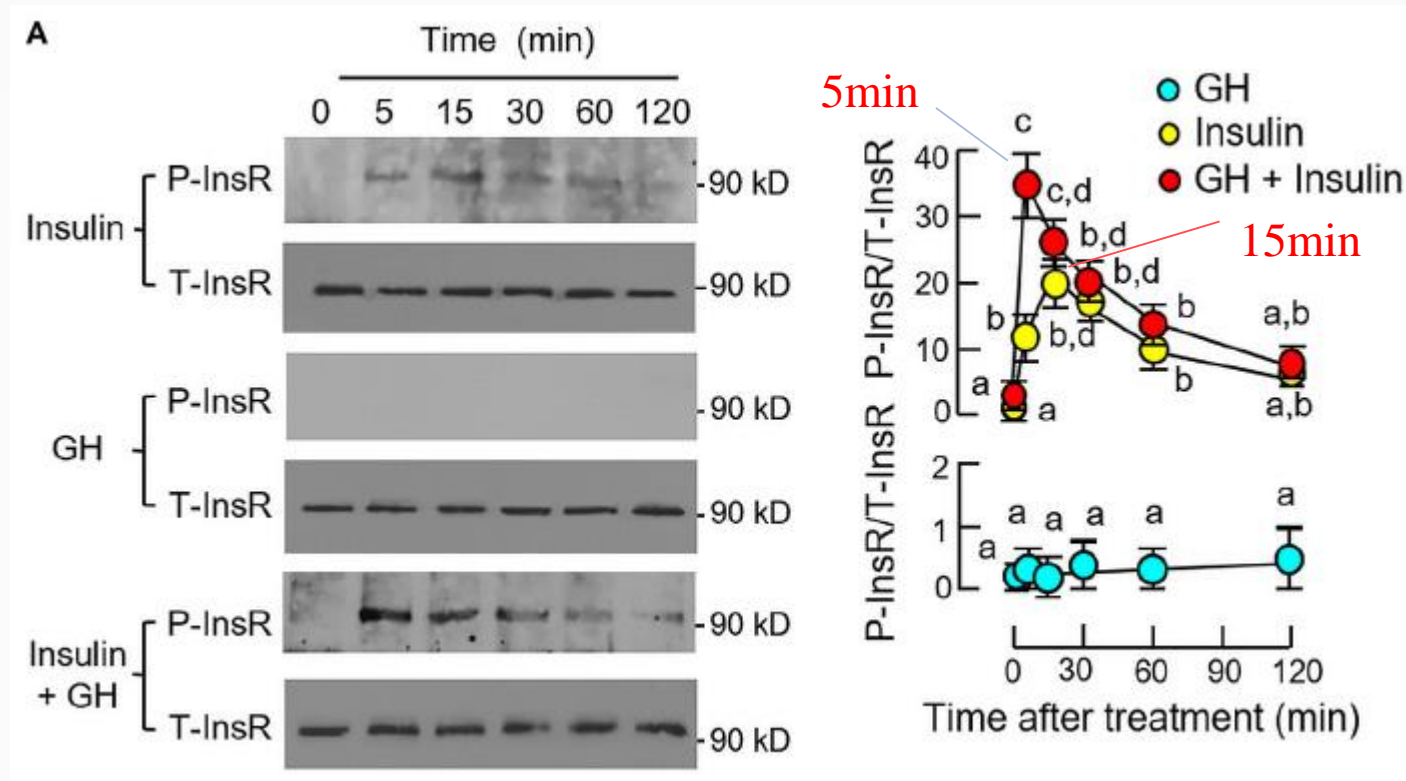 A
Time (min)
0 5 15 30 60 120
Insulin
P-InsR
-90 kD
T-InsR
-90 kD
GH
P-InsR
-90 kD
T-InsR
-90 kD
Insulin
+ GH
P-InsR
-90 kD
T-InsR
-90 kD
5min
GH
Insulin
GH + Insulin
15min
P-InsR/T-InsR
40
30
20
10
0
c
c,d
b,d
b,d
b
a,b
b
b,d
a
a
b
a,b
P-InsR/T-InsR
2
1
0
a
a
a
a
a
a
0 30 60 90 120
Time after treatment (min)